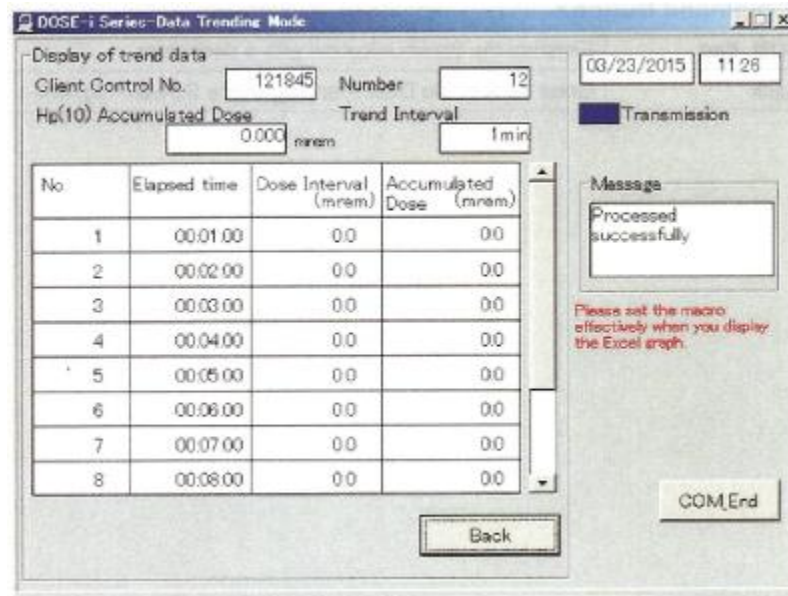 DOSE-i Series-Data Trending Mode
Display of trend data
Client Control No. 121845 Number 12
Hp(10) Accumulated Dose Trend Interval
0.000 mrem 1min
03/23/2015 11:26
Transmission
No. Elapsed time Dose Interval (mrem) Accumulated Dose (mrem)
1 00:01:00 0.0 0.0
2 00:02:00 0.0 0.0
3 00:03:00 0.0 0.0
4 00:04:00 0.0 0.0
5 00:05:00 0.0 0.0
6 00:06:00 0.0 0.0
7 00:07:00 0.0 0.0
8 00:08:00 0.0 0.0
Message
Processed
successfully
Please set the macro
effectively when you display
the Excel graph.
Back
COM_End